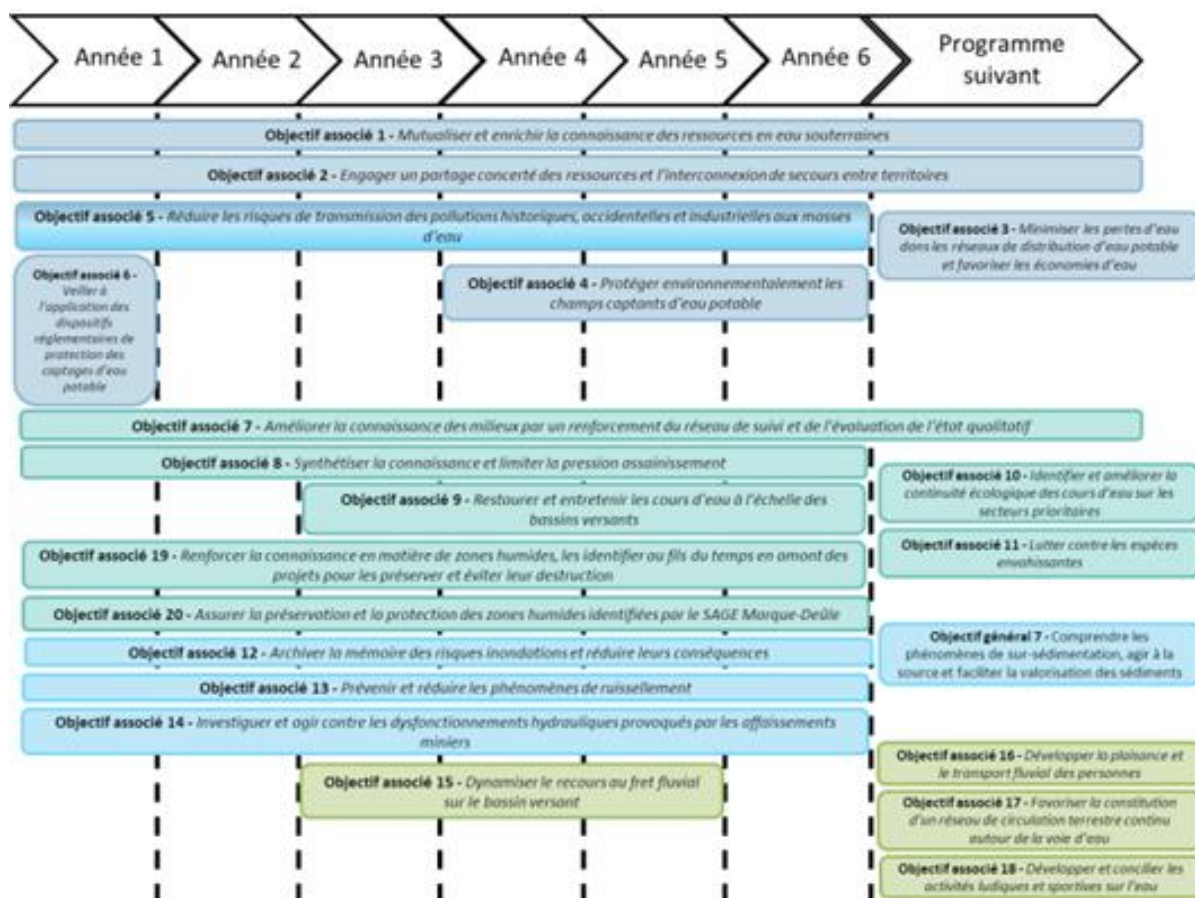 Année 1
Année 2
Année 3
Année 4
Année 5
Année 6
Programme
suivant
Objectif associé 1 - Mutualiser et enrichir la connaissance des ressources en eau souterraines
Objectif associé 2 - Engager un partage concerté des ressources et l'interconnexion de secours entre territoires
Objectif associé 5 - Réduire les risques de transmission des pollutions historiques, accidentelles et industrielles aux masses
d'eau
Objectif associé 3 - Minimiser les pertes d'eau
dans les réseaux de distribution d'eau potable
et favoriser les économies d'eau
Objectif associé 6 -
Veiller à
l'application des
dispositifs
réglementaires de
protection des
captages d'eau
potable
Objectif associé 4 - Protéger environnementalement les
champs captants d'eau potable
Objectif associé 7 - Améliorer la connaissance des milieux par un renforcement du réseau de suivi et de l'évaluation de l'état qualitatif
Objectif associé 8 - Synthétiser la connaissance et limiter la pression assainissement
Objectif associé 9 - Restaurer et entretenir les cours d'eau à l'échelle des
bassins versants
Objectif associé 10 - Identifier et améliorer la
continuité écologique des cours d'eau sur les
secteurs prioritaires
Objectif associé 19 - Renforcer la connaissance en matière de zones humides, les identifier au fils du temps en amont des
projets pour les préserver et éviter leur destruction
Objectif associé 11 - Lutter contre les espèces
envahissantes
Objectif associé 20 - Assurer la préservation et la protection des zones humides identifiées par le SAGE Marque-Deûle
Objectif associé 12 - Archiver la mémoire des risques inondations et réduire leurs conséquences
Objectif général 7 - Comprendre les
phénomènes de sur-sédimentation, agir à la
source et faciliter la valorisation des sédiments
Objectif associé 13 - Prévenir et réduire les phénomènes de ruissellement
Objectif associé 14 - Investiguer et agir contre les dysfonctionnements hydrauliques provoqués par les affaissements
miniers
Objectif associé 15 - Dynamiser le recours au fret fluvial
sur le bassin versant
Objectif associé 16 - Développer la plaisance et
le transport fluvial des personnes
Objectif associé 17 - Favoriser la constitution
d'un réseau de circulation terrestre continu
autour de la voie d'eau
Objectif associé 18 - Développer et concilier les
activités ludiques et sportives sur l'eau